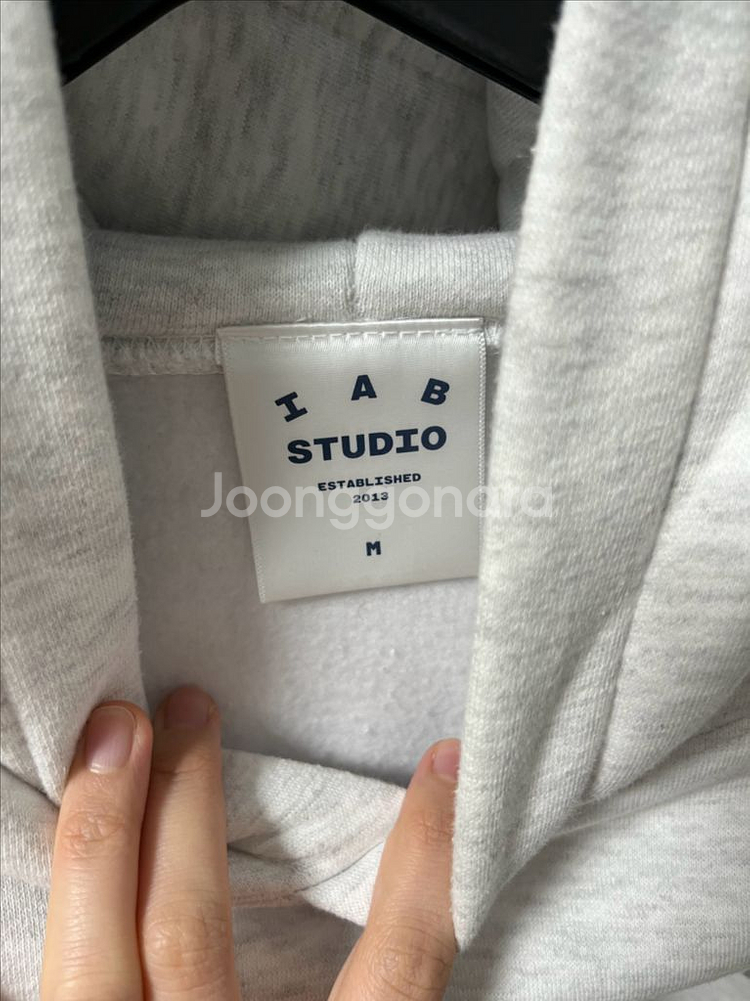 I A B
STUDIO
ESTABLISHED
2013
Joonggonara
M